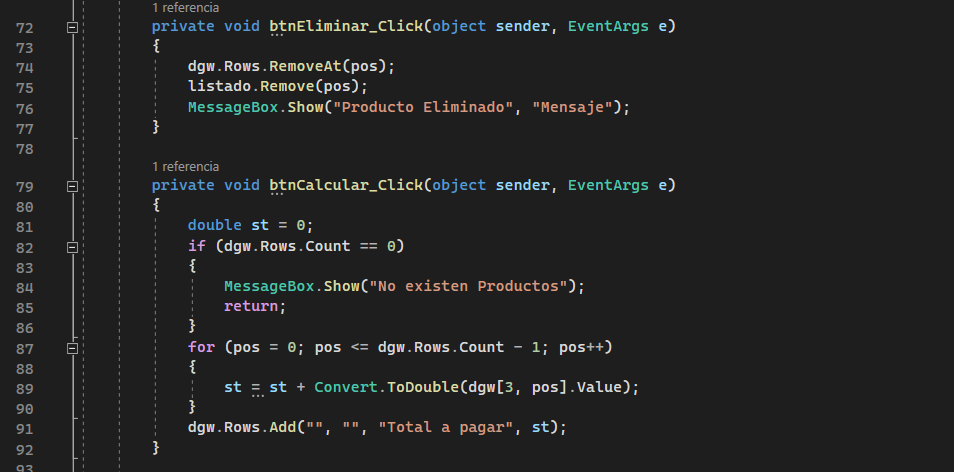 1 referencia
72 private void btnEliminar_Click(object sender, EventArgs e)
73 {
74 dgw.Rows.RemoveAt(pos);
75 listado.Remove(pos);
76 MessageBox.Show("Producto Eliminado", "Mensaje");
77 }
78
1 referencia
79 private void btnCalcular_Click(object sender, EventArgs e)
80 {
81 double st = 0;
82 if (dgw.Rows.Count == 0)
83 {
84 MessageBox.Show("No existen Productos");
85 return;
86 }
87 for (pos = 0; pos <= dgw.Rows.Count - 1; pos++)
88 {
89 st = st + Convert.ToDouble(dgw[3, pos].Value);
90 }
91 dgw.Rows.Add("", "", "Total a pagar", st);
92 }
93